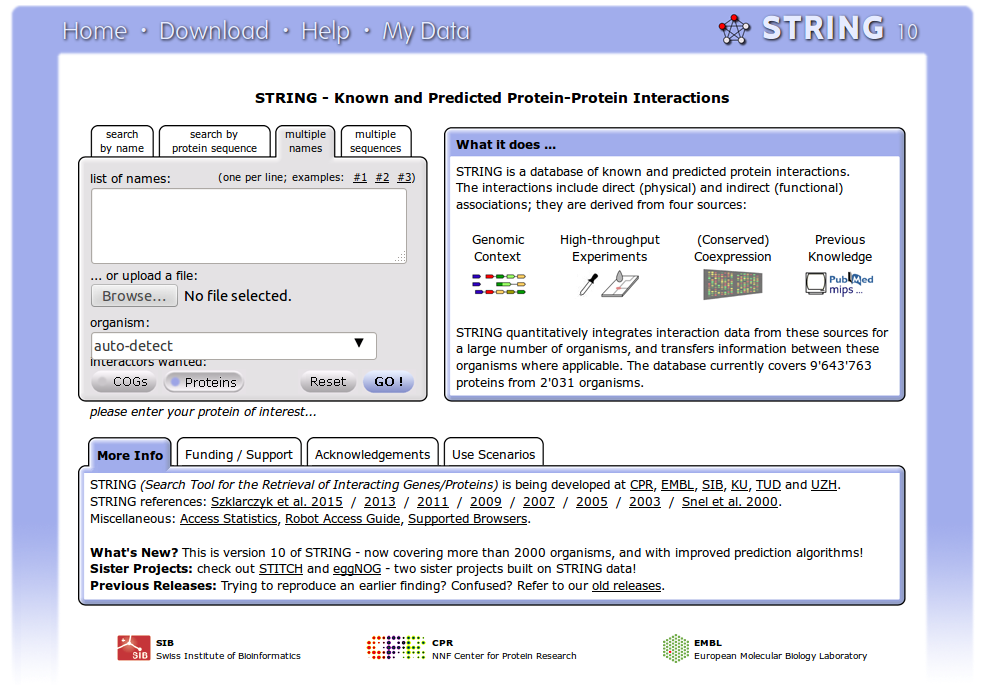 Home · Download · Help · My Data
STRING 10
STRING - Known and Predicted Protein-Protein Interactions
search
by name
search by
protein sequence
multiple
names
multiple
sequences
list of names: (one per line; examples: #1 #2 #3)
... or upload a file:
Browse... No file selected.
organism:
auto-detect
interactors wanted:
COGs Proteins Reset GO !
please enter your protein of interest...
What it does ...
STRING is a database of known and predicted protein interactions.
The interactions include direct (physical) and indirect (functional)
associations; they are derived from four sources:
Genomic
Context
High-throughput
Experiments
(Conserved)
Coexpression
Previous
Knowledge
PubMed
mips ...
STRING quantitatively integrates interaction data from these sources for
a large number of organisms, and transfers information between these
organisms where applicable. The database currently covers 9'643'763
proteins from 2'031 organisms.
More Info Funding / Support Acknowledgements Use Scenarios
STRING (Search Tool for the Retrieval of Interacting Genes/Proteins) is being developed at CPR, EMBL, SIB, KU, TUD and UZH.
STRING references: Szklarczyk et al. 2015 / 2013 / 2011 / 2009 / 2007 / 2005 / 2003 / Snel et al. 2000.
Miscellaneous: Access Statistics, Robot Access Guide, Supported Browsers.
What's New? This is version 10 of STRING - now covering more than 2000 organisms, and with improved prediction algorithms!
Sister Projects: check out STITCH and eggNOG - two sister projects built on STRING data!
Previous Releases: Trying to reproduce an earlier finding? Confused? Refer to our old releases.
SIB
SIB
Swiss Institute of Bioinformatics
CPR
CPR
NNF Center for Protein Research
EMBL
European Molecular Biology Laboratory